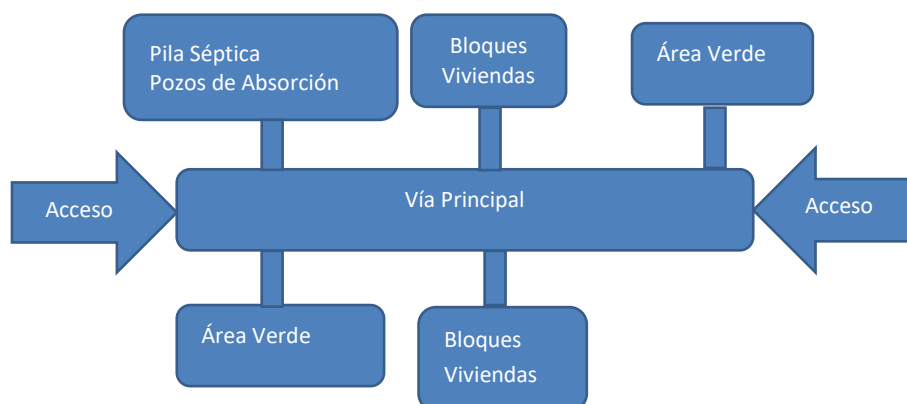 Pila Séptica
Pozos de Absorción
Bloques
Viviendas
Área Verde
Acceso
Vía Principal
Acceso
Área Verde
Bloques
Viviendas